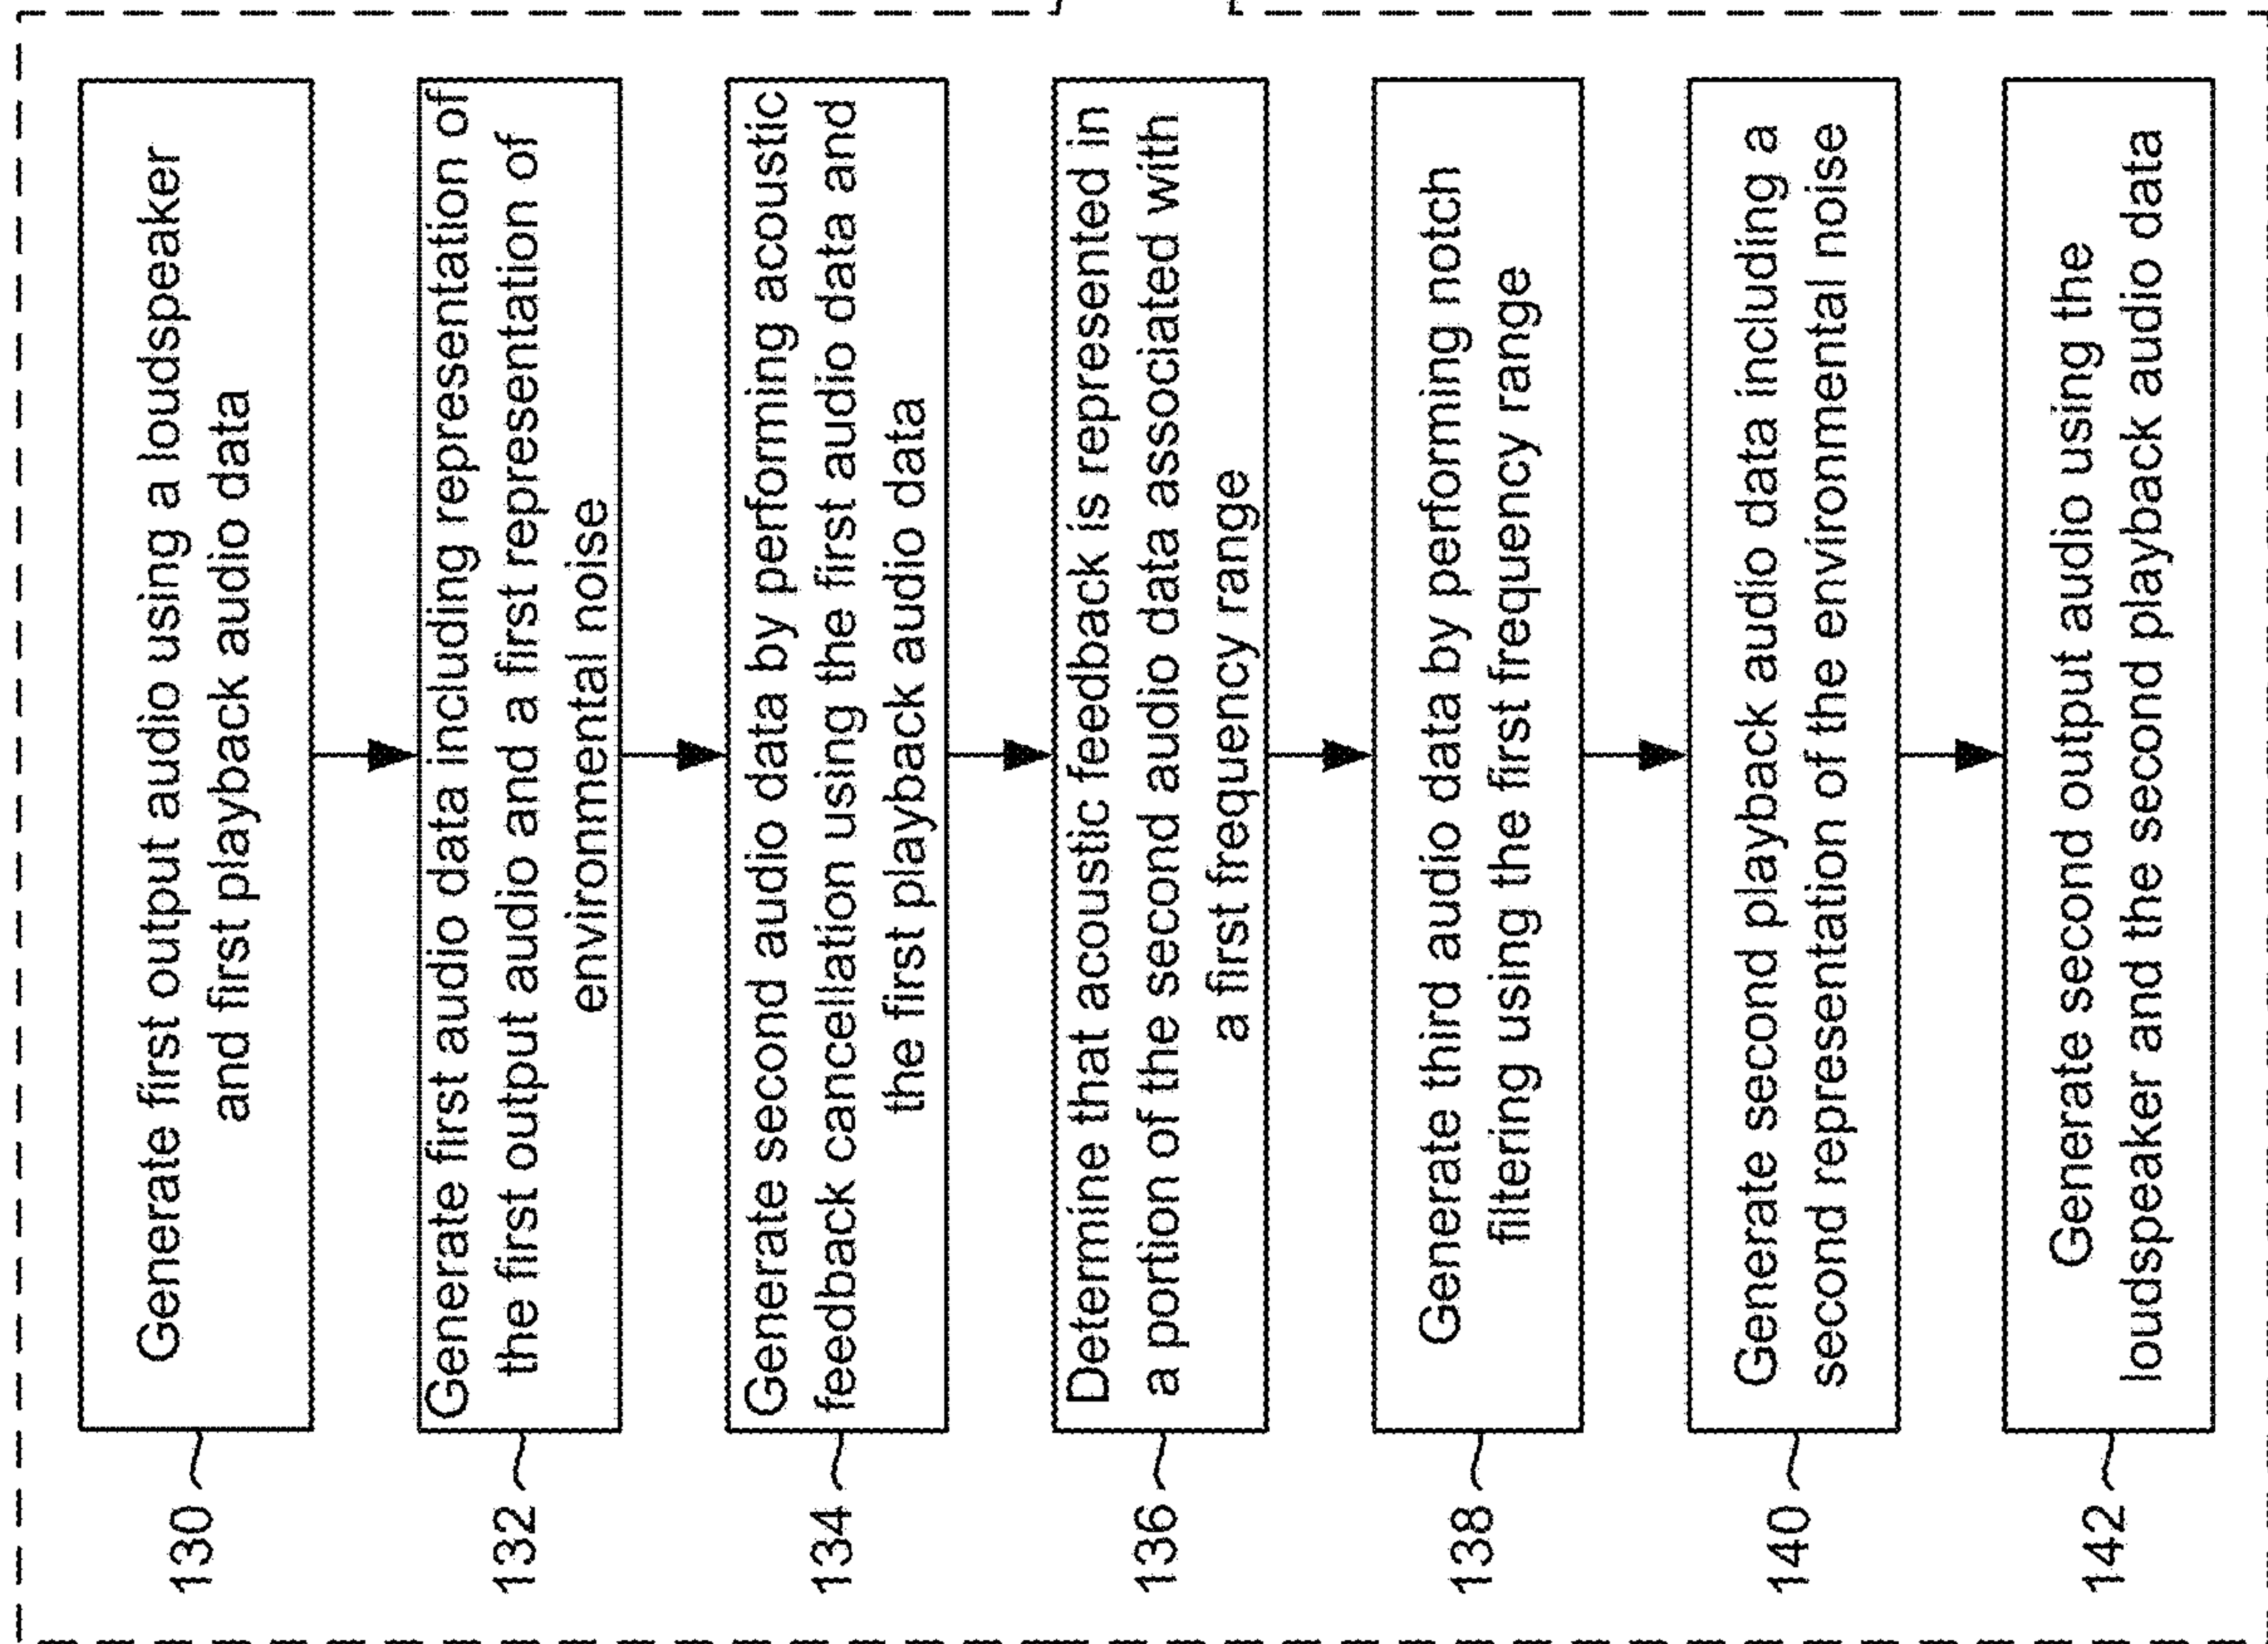 130
Generate first output audio using a loudspeaker
and first playback audio data
132
Generate first audio data including representation of
the first output audio and a first representation of
environmental noise
134
Generate second audio data by performing acoustic
feedback cancellation using the first audio data and
the first playback audio data
136
Determine that acoustic feedback is represented in
a portion of the second audio data associated with
a first frequency range
138
Generate third audio data by performing notch
filtering using the first frequency range
140
Generate second playback audio data including a
second representation of the environmental noise
142
Generate second output audio using the
loudspeaker and the second playback audio data